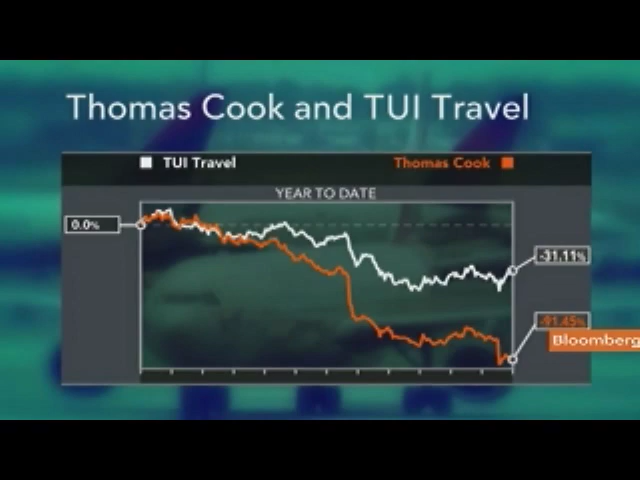 Thomas Cook and TUI Travel
TUI Travel
Thomas Cook
YEAR TO DATE
0.0%
-31.11%
-91.45%
Bloomberg